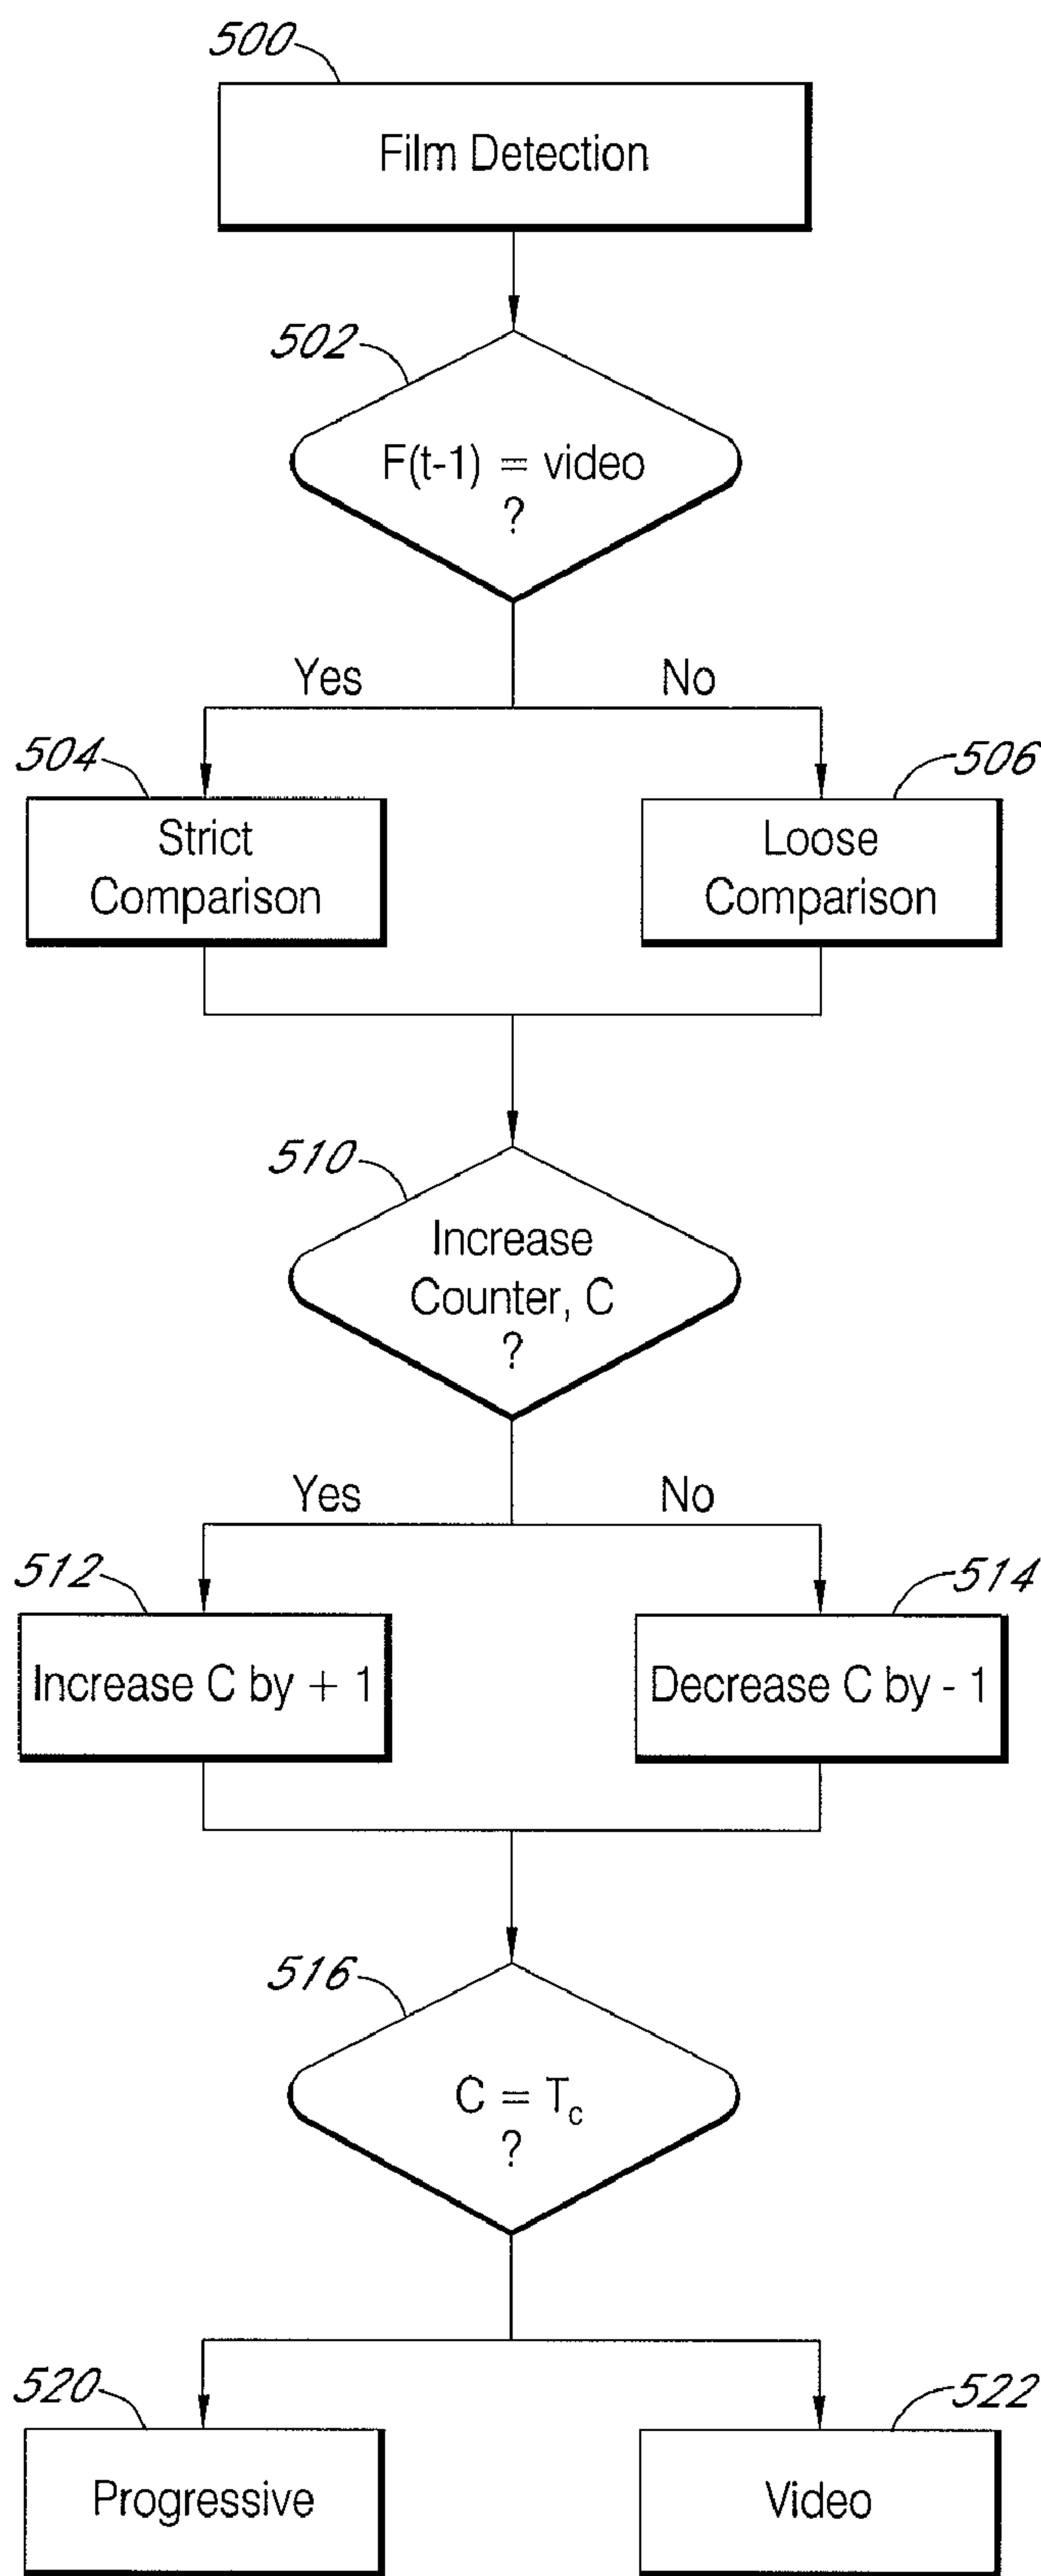 500
Film Detection
502
F(t-1) = video
?
Yes
No
504
506
Strict
Comparison
Loose
Comparison
510
Increase
Counter, C
?
Yes
No
512
514
Increase C by + 1
Decrease C by - 1
516
C = Tc
?
520
522
Progressive
Video